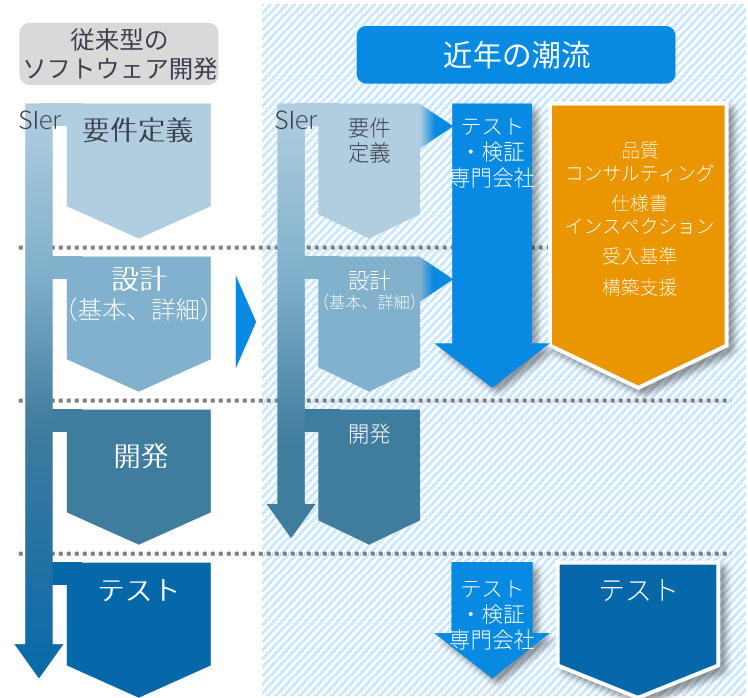 従来型の
ソフトウェア開発
SIer
要件定義
設計
（基本、詳細）
開発
テスト
近年の潮流
SIer
要件
定義
設計
（基本、詳細）
開発
テスト
・検証
専門会社
品質
コンサルティング
仕様書
インスペクション
受入基準
構築支援
テスト
・検証
専門会社
テスト